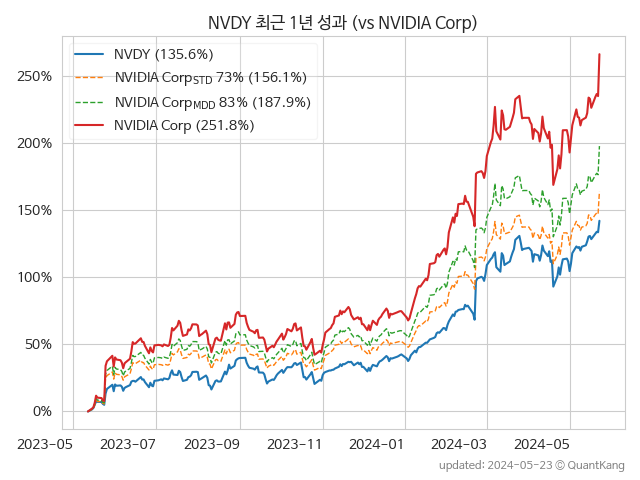 NVDY 최근 1년 성과 (vs NVIDIA Corp)
NVDY (135.6%)
NVIDIA Corp_STD 73% (156.1%)
NVIDIA Corp_MDD 83% (187.9%)
NVIDIA Corp (251.8%)
250%
200%
150%
100%
50%
0%
2023-05 2023-07 2023-09 2023-11 2024-01 2024-03 2024-05
updated: 2024-05-23 © QuantKang